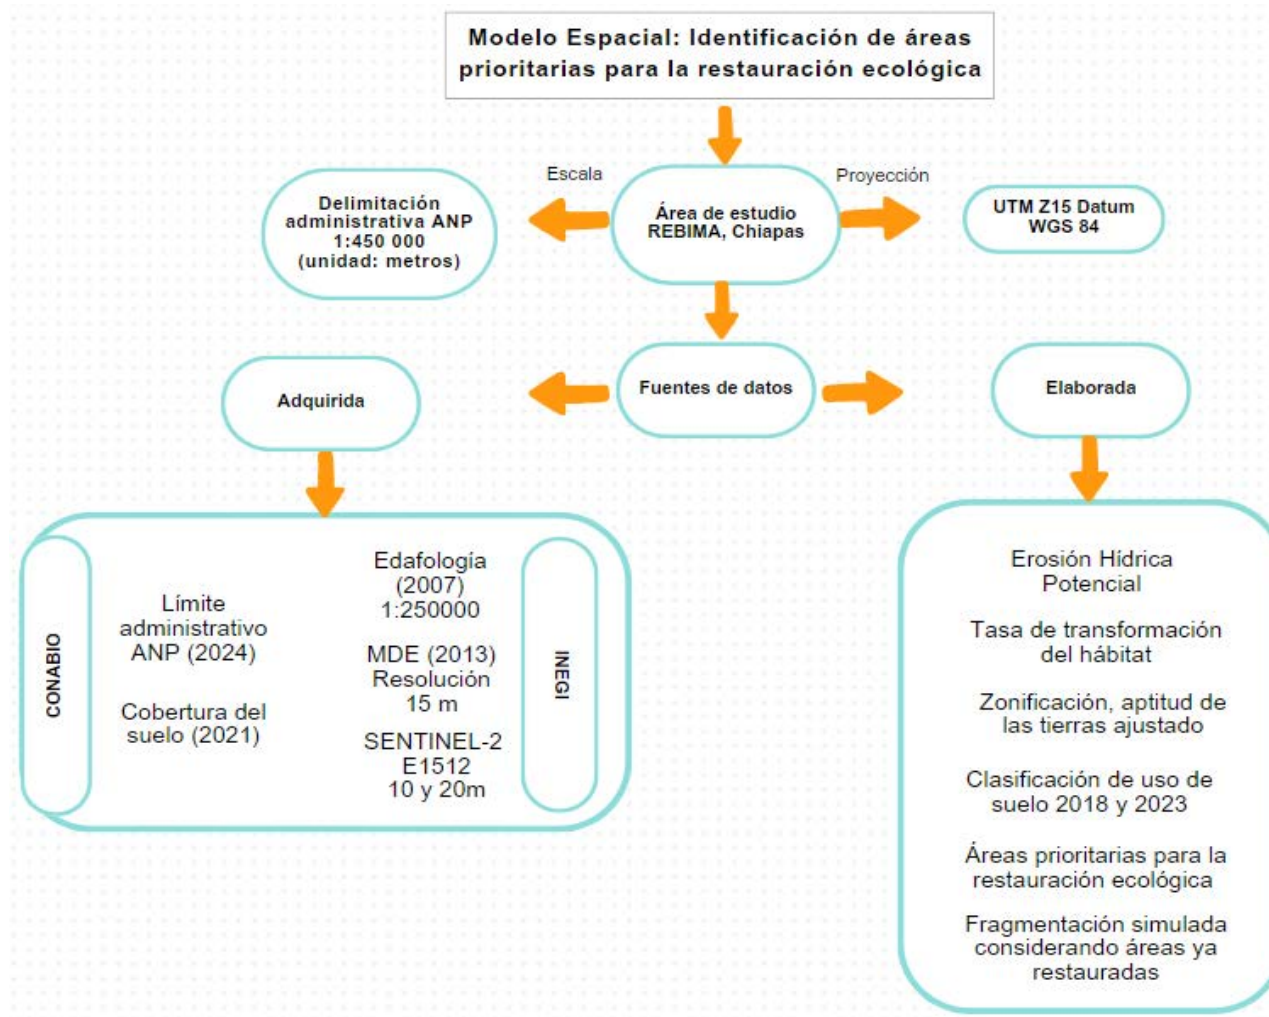 Modelo Espacial: Identificación de áreas
prioritarias para la restauración ecológica
Escala
Proyección
Delimitación
administrativa ANP
1:450 000
(unidad: metros)
Área de estudio
REBIMA, Chiapas
UTM Z15 Datum
WGS 84
Adquirida
Fuentes de datos
Elaborada
CONABIO
Límite
administrativo
ANP (2024)
Cobertura del
suelo (2021)
Edafología
(2007)
1:250000
MDE (2013)
Resolución
15 m
SENTINEL-2
E1512
10 y 20m
INEGI
Erosión Hídrica
Potencial
Tasa de transformación
del hábitat
Zonificación, aptitud de
las tierras ajustado
Clasificación de uso de
suelo 2018 y 2023
Áreas prioritarias para la
restauración ecológica
Fragmentación simulada
considerando áreas ya
restauradas